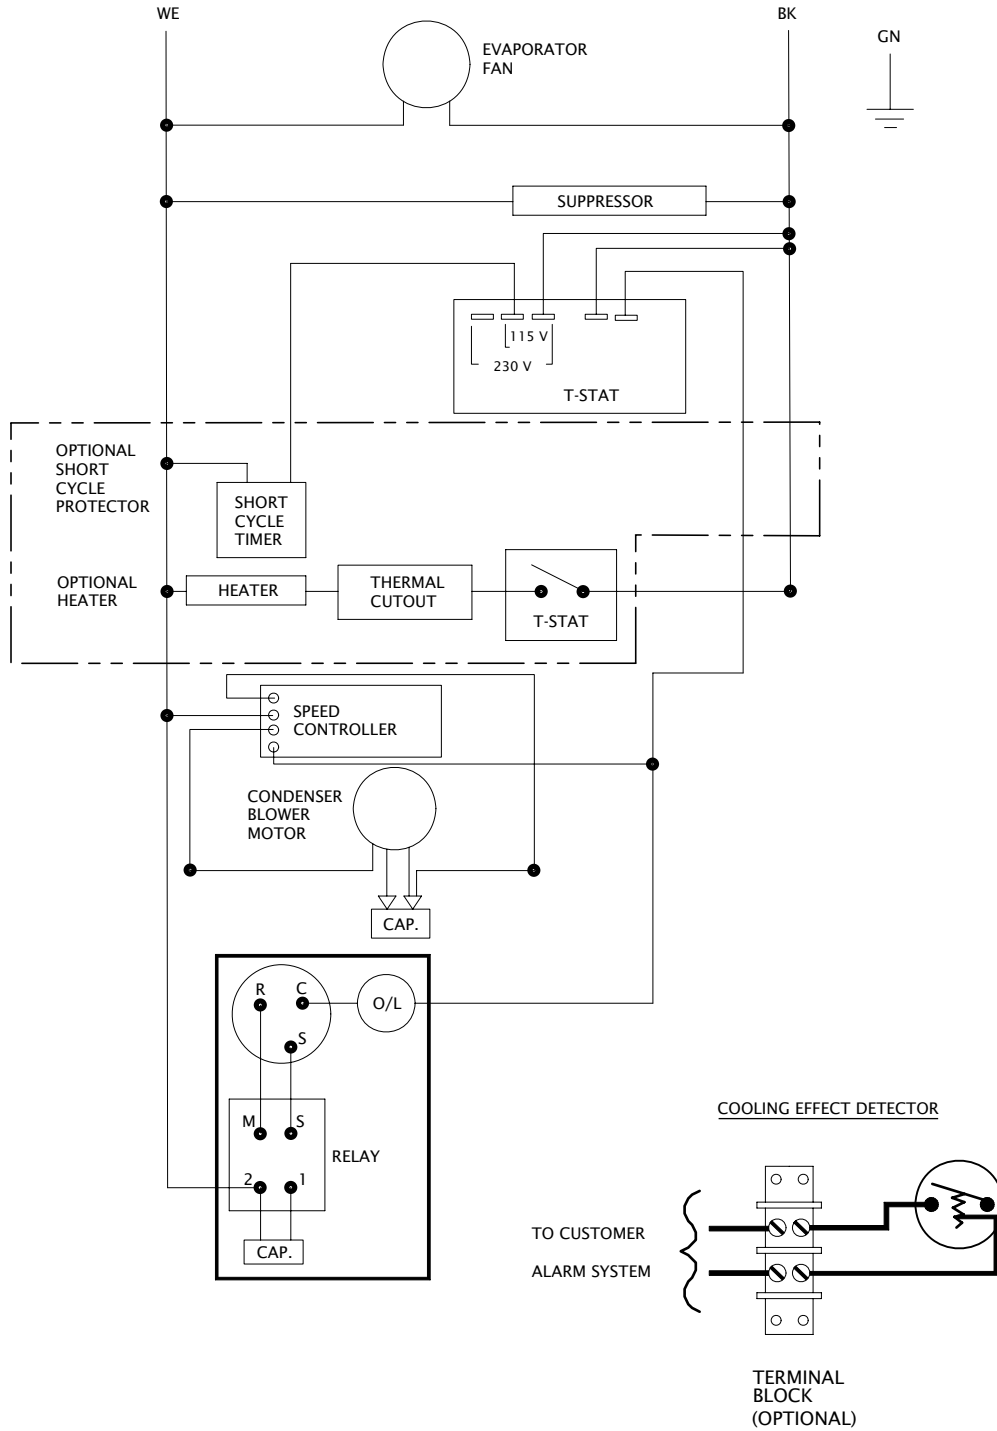 WE
BK
GN
EVAPORATOR
FAN
SUPPRESSOR
115 V
230 V
T-STAT
OPTIONAL
SHORT
CYCLE
PROTECTOR
SHORT
CYCLE
TIMER
OPTIONAL
HEATER
HEATER
THERMAL
CUTOUT
T-STAT
SPEED
CONTROLLER
CONDENSER
BLOWER
MOTOR
CAP.
R
C
O/L
S
M
S
RELAY
2
1
CAP.
COOLING EFFECT DETECTOR
TO CUSTOMER
ALARM SYSTEM
TERMINAL
BLOCK
(OPTIONAL)